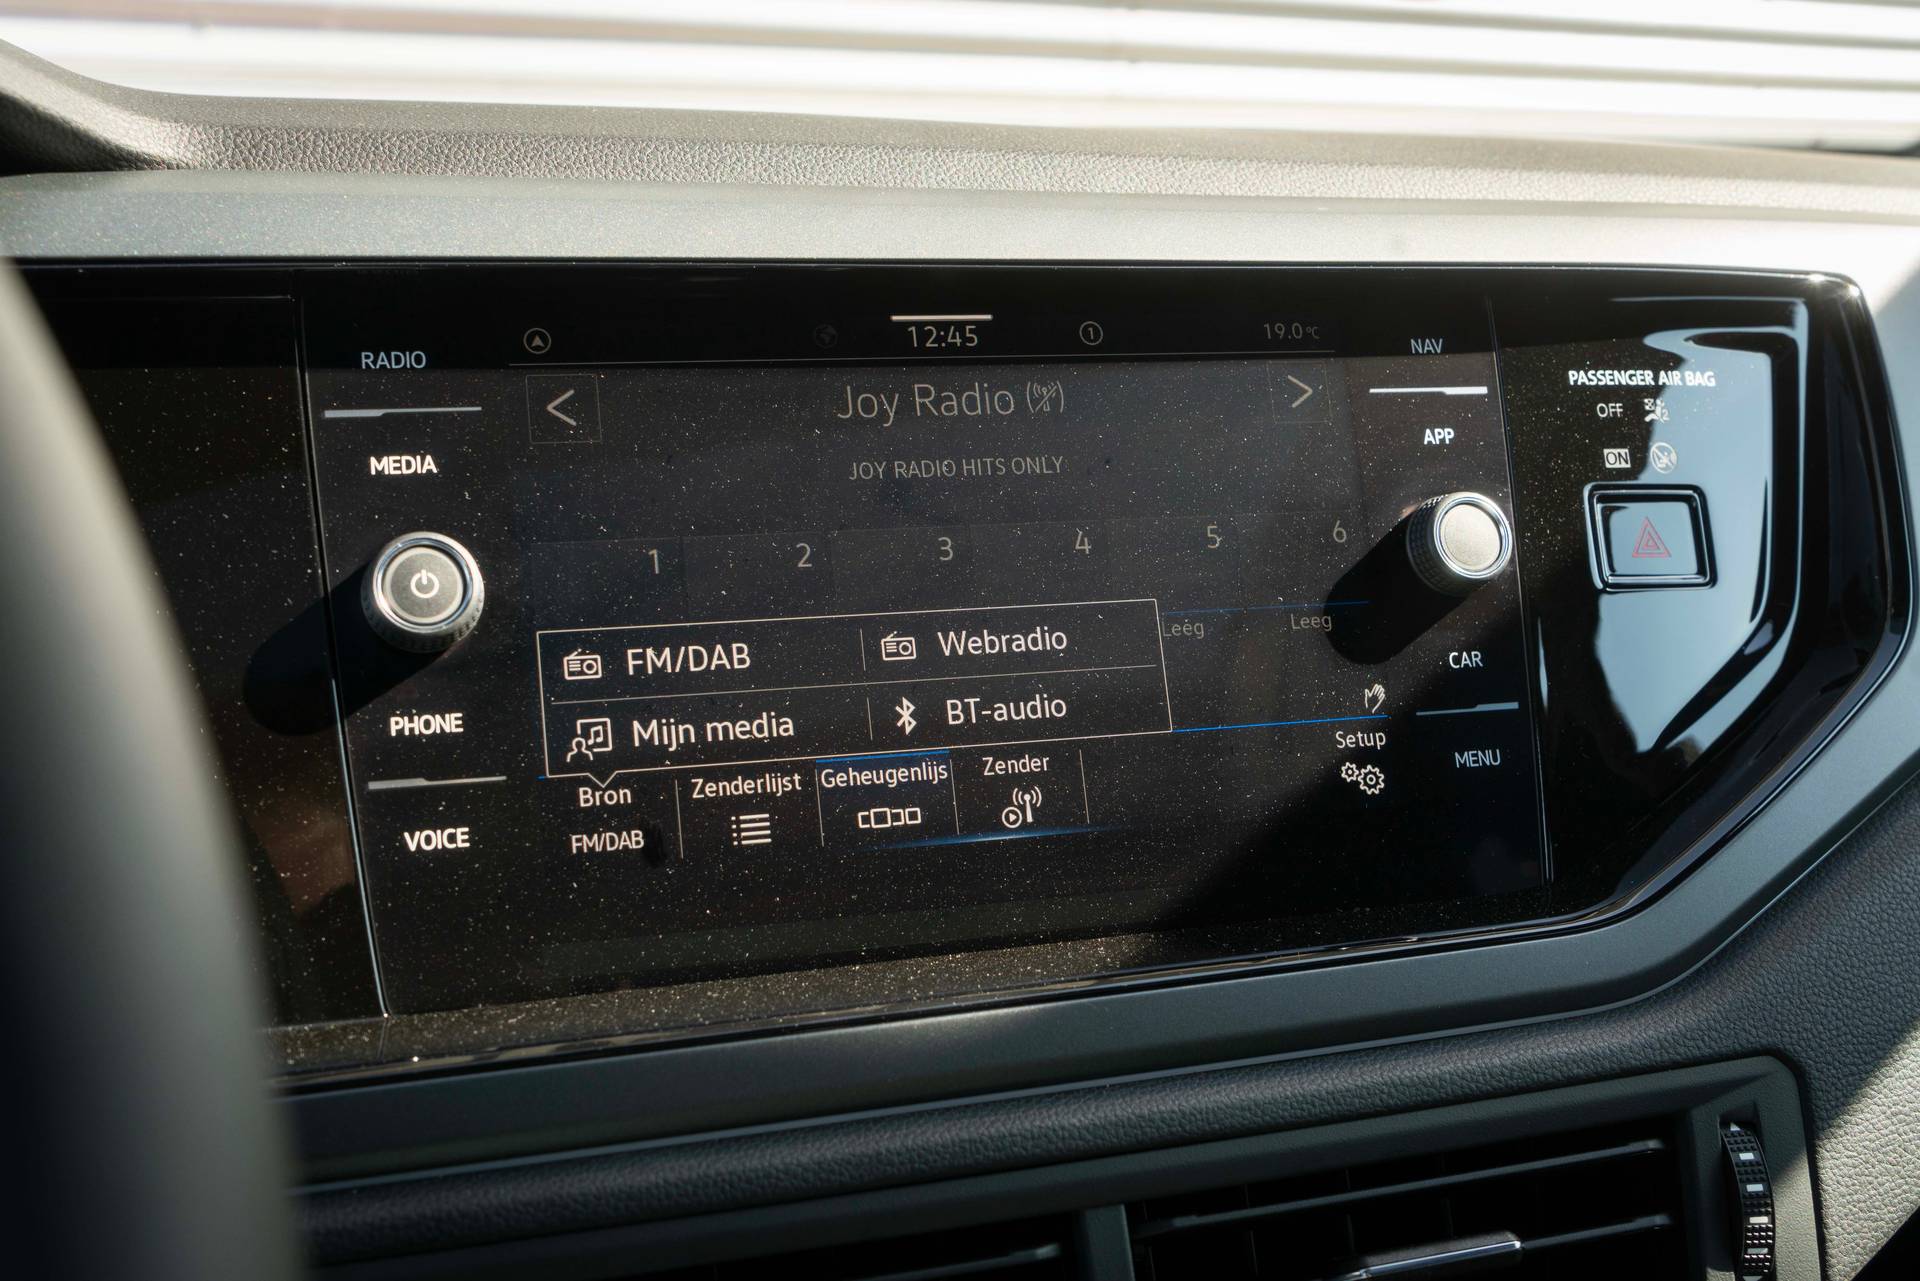 12:45
1
19.0°C
RADIO
MEDIA
PHONE
VOICE
Joy Radio
JOY RADIO HITS ONLY
1 2 3 4 5 6
Leeg Leeg
FM/DAB Webradio
Mijn media BT-audio
Bron Zenderlijst Geheugenlijs Zender Setup
FM/DAB
NAV
APP
CAR
MENU
PASSENGER AIR BAG
OFF
ON